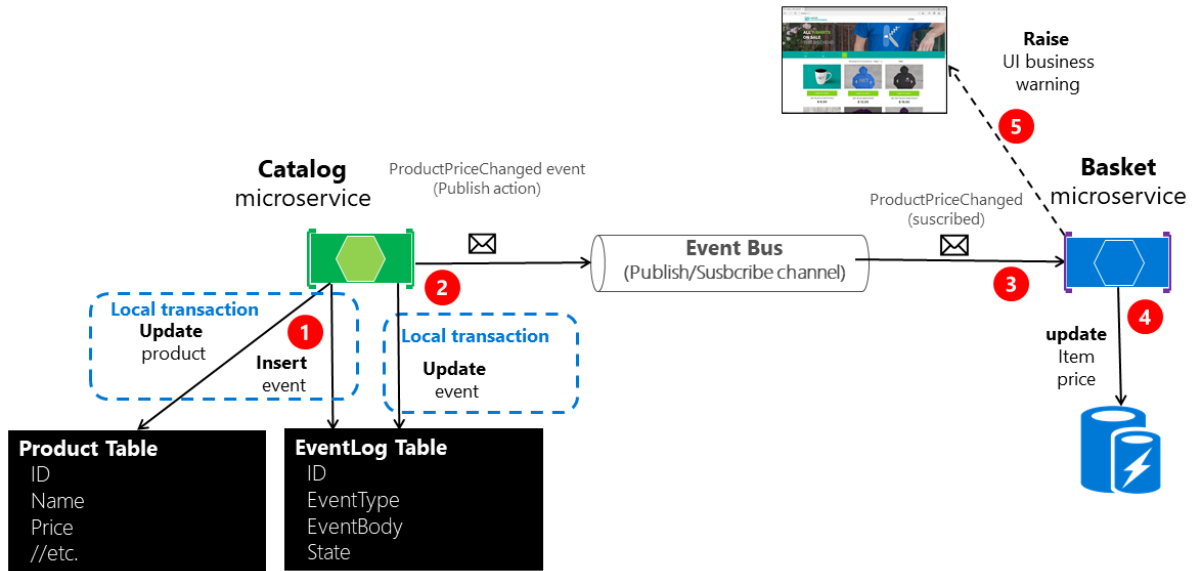 Raise
UI business
warning
5
Catalog
microservice
ProductPriceChanged event
(Publish action)
ProductPriceChanged
(suscribed)
Basket
microservice
Event Bus
(Publish/Susbcribe channel)
2
3
Local transaction
Update
product
1
Insert
event
Local transaction
Update
event
4
update
Item
price
Product Table
ID
Name
Price
//etc.
EventLog Table
ID
EventType
EventBody
State